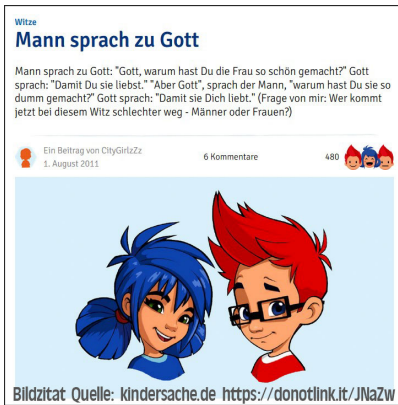 Witze
Mann sprach zu Gott
Mann sprach zu Gott: "Gott, warum hast Du die Frau so schön gemacht?" Gott
sprach: "Damit Du sie liebst." "Aber Gott", sprach der Mann, "warum hast Du sie so
dumm gemacht?" Gott sprach: "Damit sie Dich liebt." (Frage von mir: Wer kommt
jetzt bei diesem Witz schlechter weg - Männer oder Frauen?)
Ein Beitrag von CityGirlzZz
1. August 2011
6 Kommentare
480
Bildzitat Quelle: kindersache.de https://donotlink.it/JNaZw